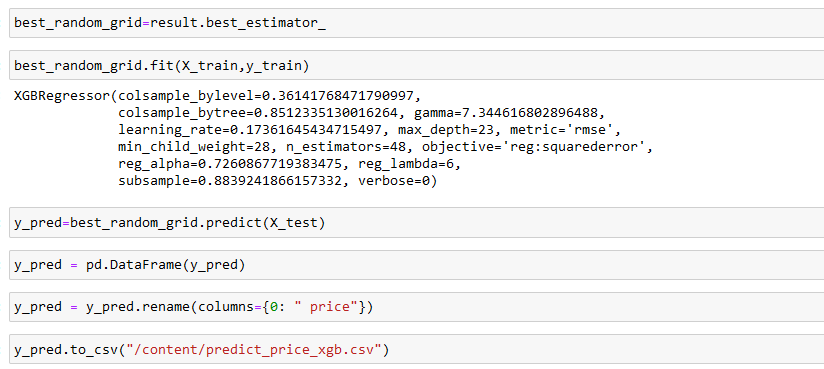 best_random_grid=result.best_estimator_
best_random_grid.fit(X_train,y_train)
XGBRegressor(colsample_bylevel=0.36141768471790997,
colsample_bytree=0.8512335130016264, gamma=7.344616802896488,
learning_rate=0.17361645434715497, max_depth=23, metric='rmse',
min_child_weight=28, n_estimators=48, objective='reg:squarederror',
reg_alpha=0.7260867719383475, reg_lambda=6,
subsample=0.8839241866157332, verbose=0)
y_pred=best_random_grid.predict(X_test)
y_pred = pd.DataFrame(y_pred)
y_pred = y_pred.rename(columns={0: " price"})
y_pred.to_csv("/content/predict_price_xgb.csv")